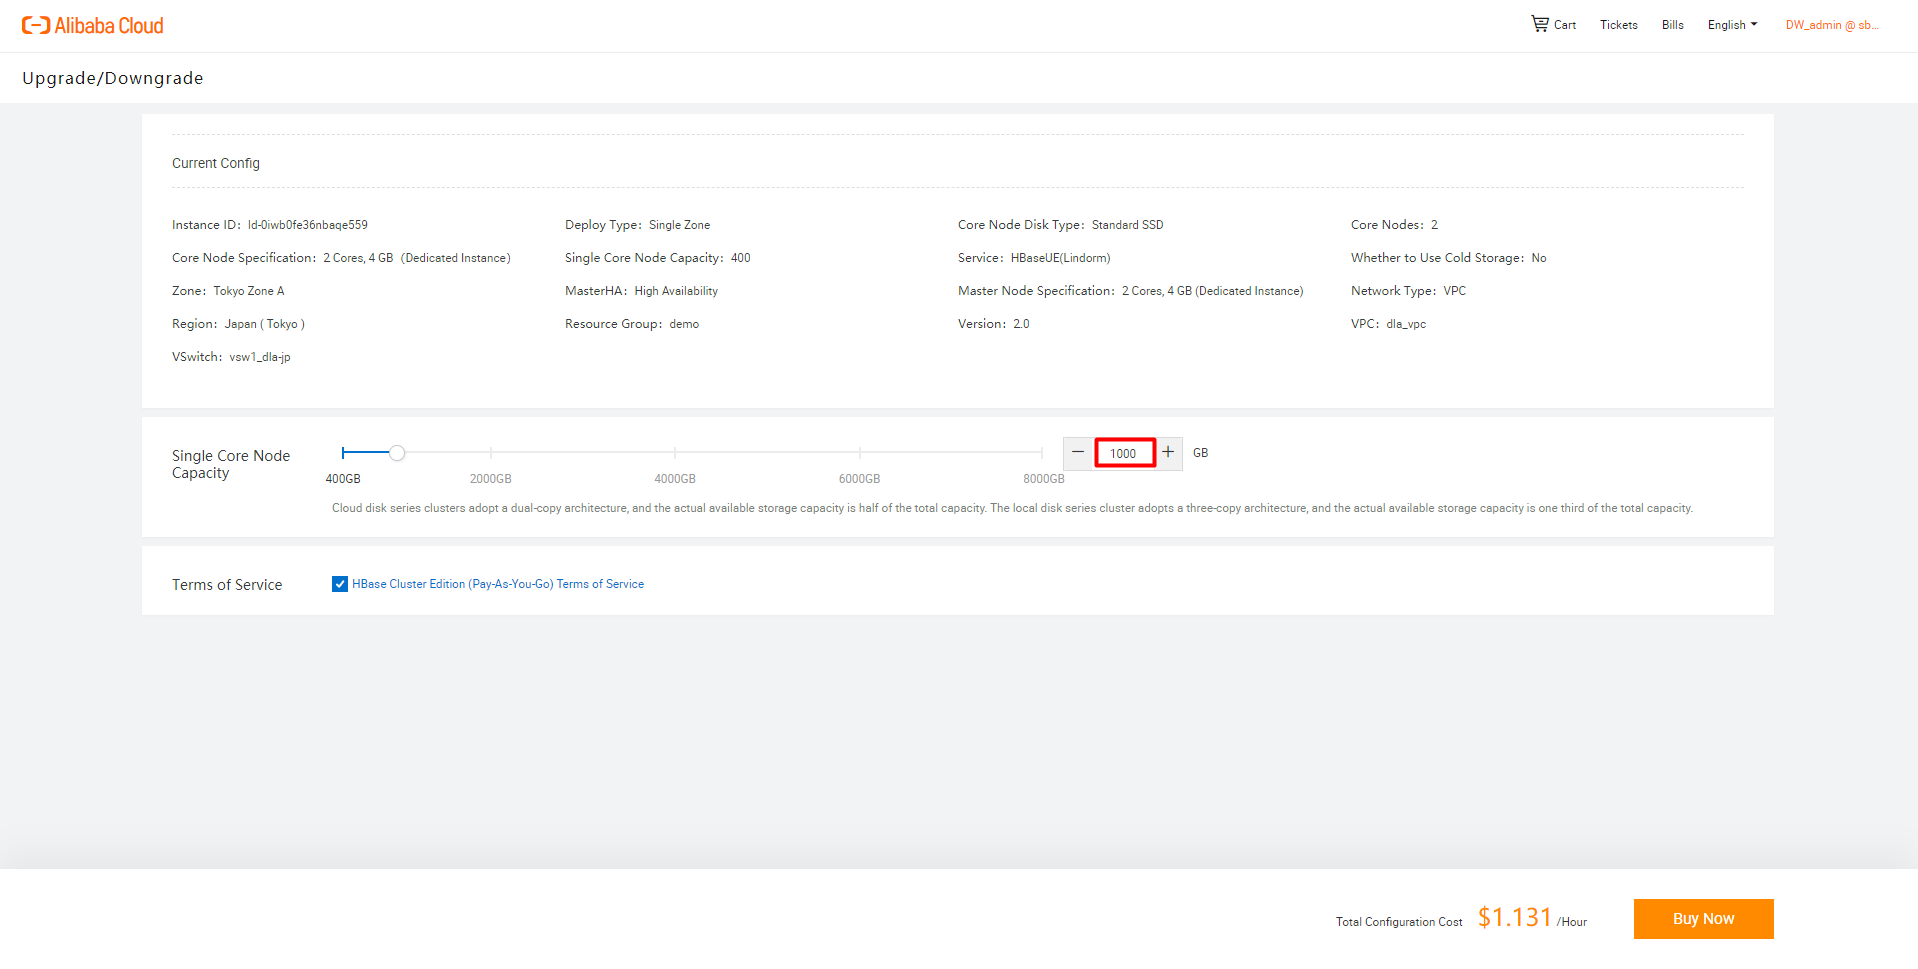 Alibaba Cloud
Cart Tickets Bills English DW_admin @ sb...
Upgrade/Downgrade
Current Config
Instance ID: ld-0iwb0fe36nbaqe559 Deploy Type: Single Zone Core Node Disk Type: Standard SSD Core Nodes: 2
Core Node Specification: 2 Cores, 4 GB (Dedicated Instance) Single Core Node Capacity: 400 Service: HBaseUE(Lindorm) Whether to Use Cold Storage: No
Zone: Tokyo Zone A MasterHA: High Availability Master Node Specification: 2 Cores, 4 GB (Dedicated Instance) Network Type: VPC
Region: Japan ( Tokyo ) Resource Group: demo Version: 2.0 VPC: dla_vpc
VSwitch: vsw1_dla-jp
Single Core Node Capacity
− 1000 + GB
400GB 2000GB 4000GB 6000GB 8000GB
Cloud disk series clusters adopt a dual-copy architecture, and the actual available storage capacity is half of the total capacity. The local disk series cluster adopts a three-copy architecture, and the actual available storage capacity is one third of the total capacity.
Terms of Service HBase Cluster Edition (Pay-As-You-Go) Terms of Service
Total Configuration Cost $1.131 /Hour Buy Now